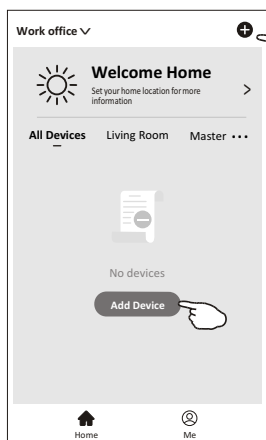 Work office
Welcome Home
Set your home location for more
information
All Devices Living Room Master
No devices
Add Device
Home Me